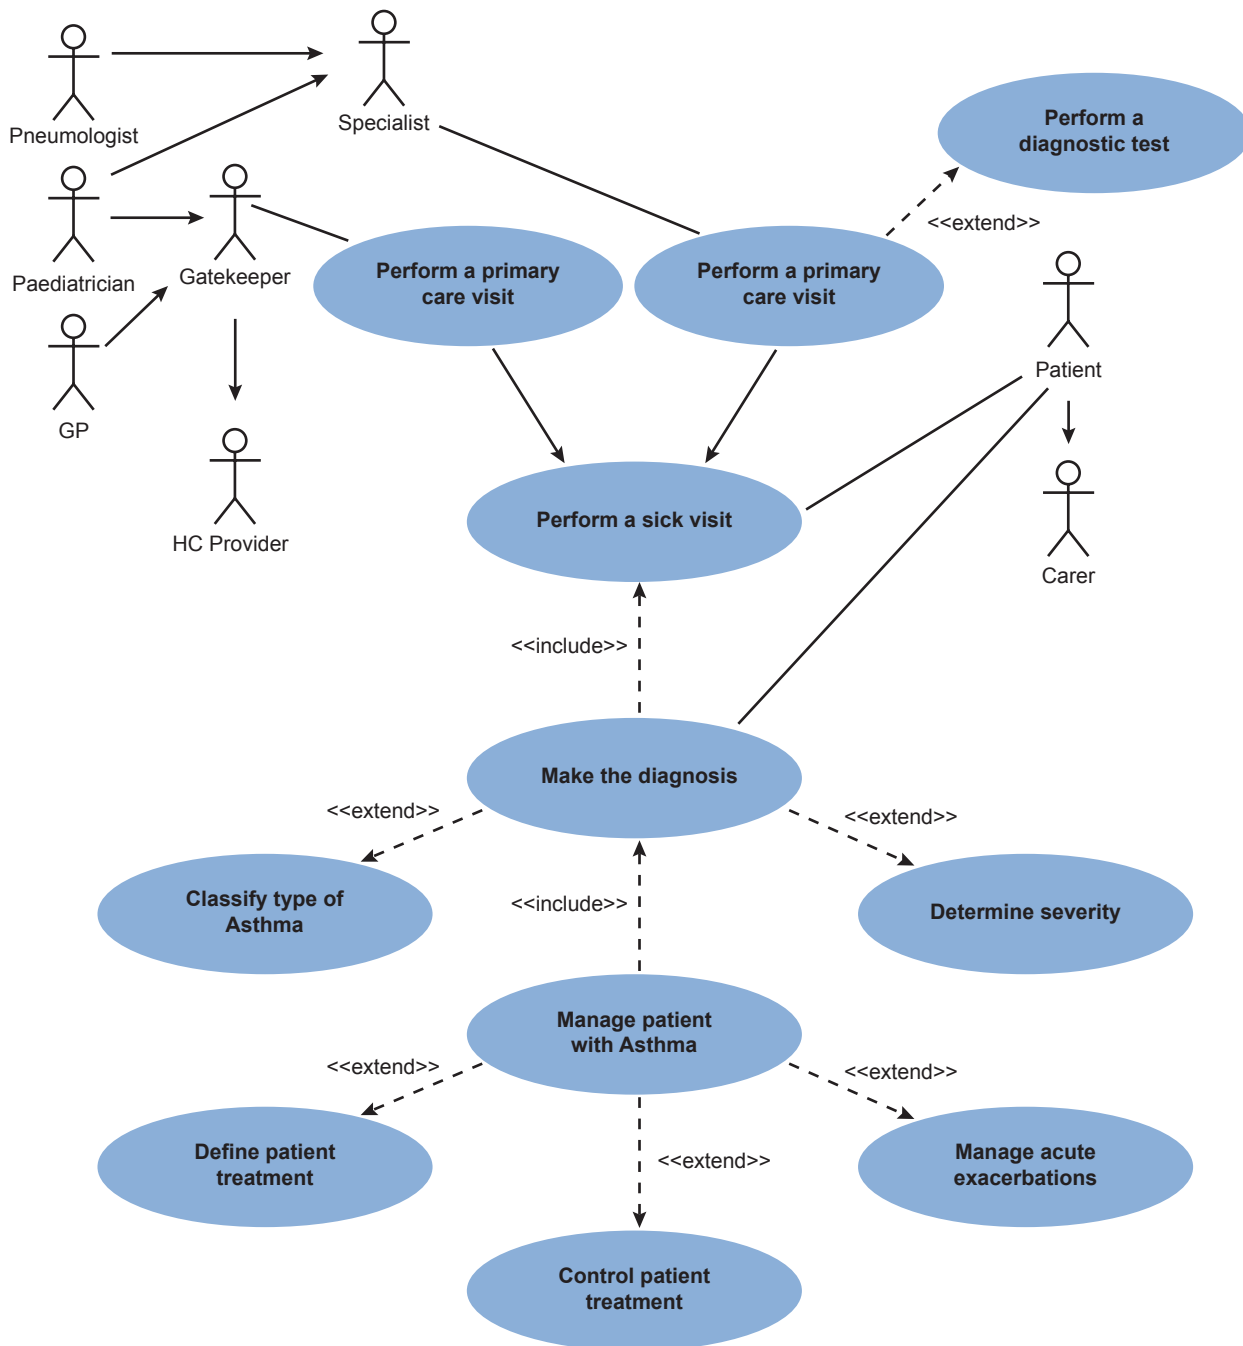 Pneumologist
Specialist
Perform a
diagnostic test
<<extend>>
Paediatrician
Gatekeeper
Perform a primary
care visit
Perform a primary
care visit
Patient
GP
HC Provider
Perform a sick visit
Carer
<<include>>
Make the diagnosis
<<extend>>
<<extend>>
Classify type of
Asthma
<<include>>
Determine severity
Manage patient
with Asthma
<<extend>>
<<extend>>
Define patient
treatment
<<extend>>
Manage acute
exacerbations
Control patient
treatment